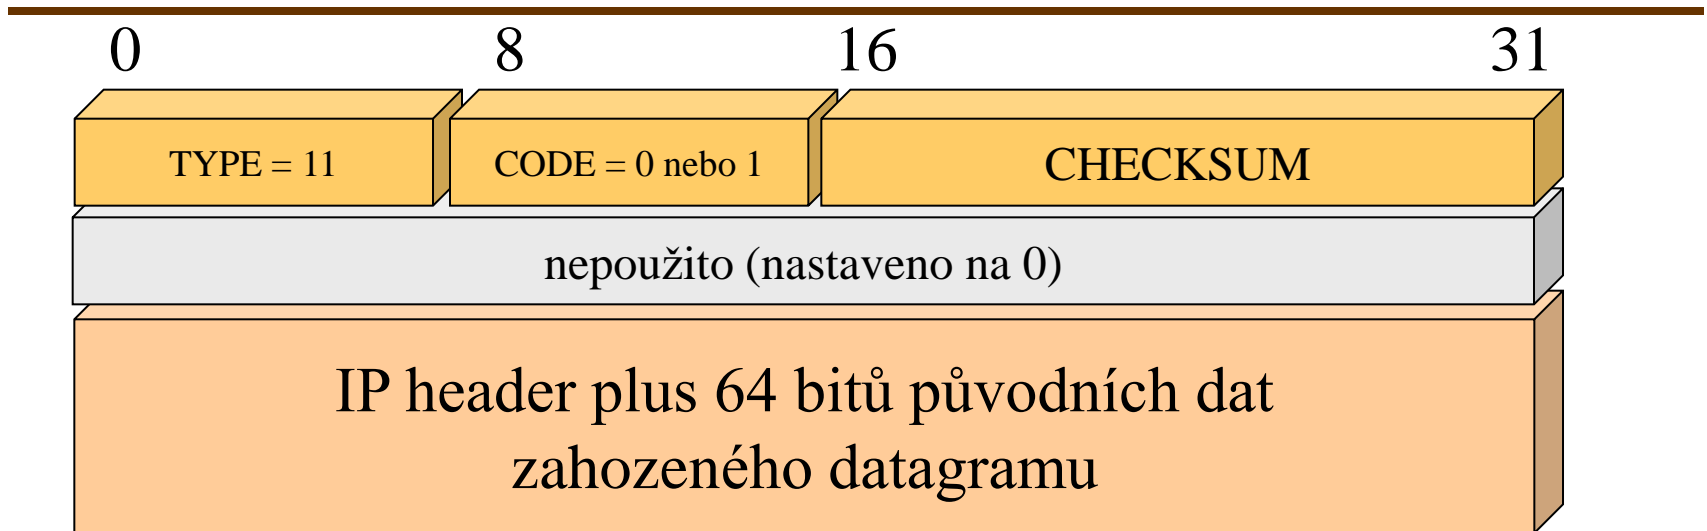 0 8 16 31
TYPE = 11 CODE = 0 nebo 1 CHECKSUM
nepoužito (nastaveno na 0)
IP header plus 64 bitů původních dat
zahozeného datagramu